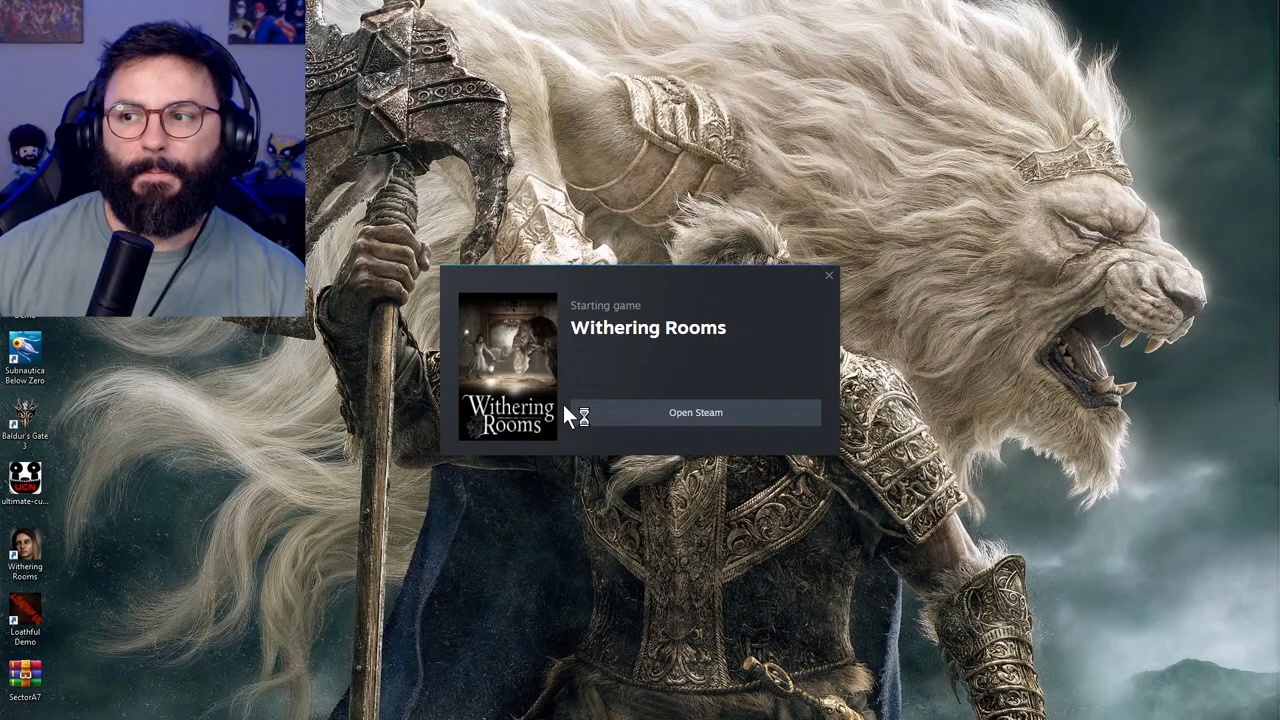 Starting game
Withering Rooms
Withering
Rooms
Open Steam
Subnautica
Below Zero
Baldur's Gate
3
UCN
ultimate-cu...
Withering
Rooms
Loathful
Demo
SectorA7